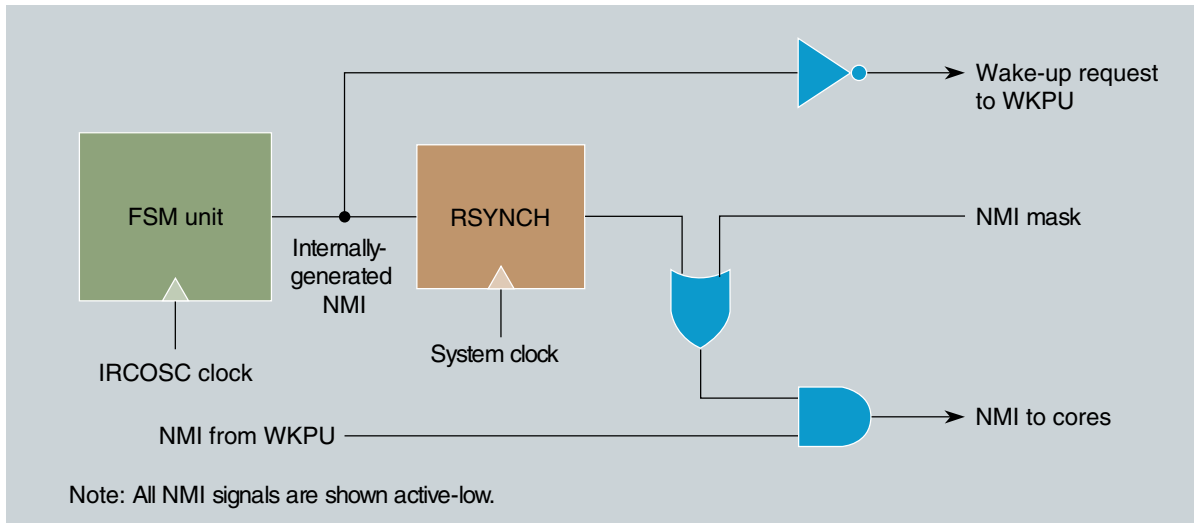 Wake-up request
to WKPU
FSM unit
RSYNCH
NMI mask
Internally-
generated
NMI
System clock
IRCOSC clock
NMI from WKPU
NMI to cores
Note: All NMI signals are shown active-low.